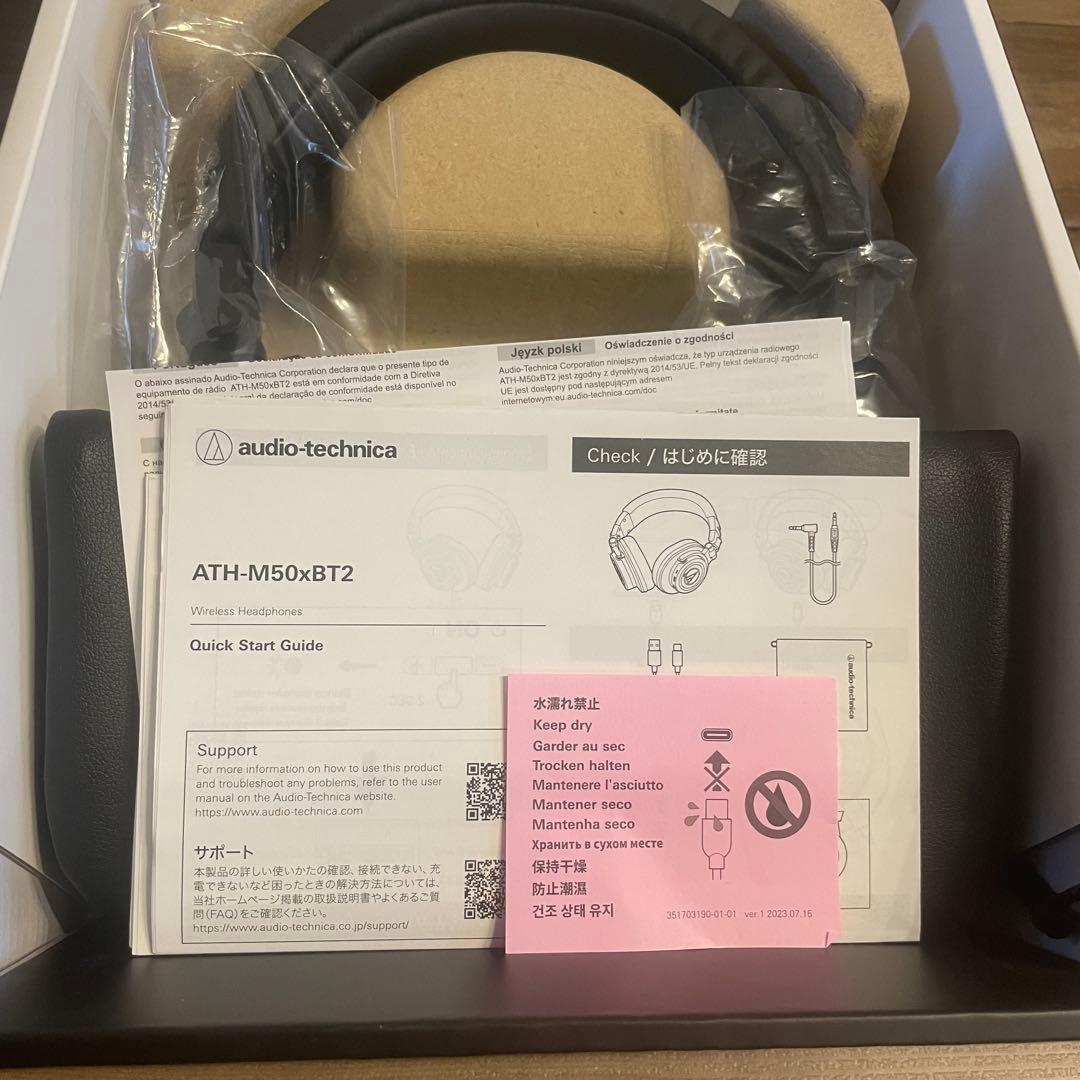 Język polski Oświadczenie o zgodności
O abaixo assinado Audio-Technica Corporation declara que o presente tipo de
equipamento de rádio ATH-M50xBT2 está em conformidade com a Diretiva
da declaração de conformidade está disponível no
Audio-Technica Corporation niniejszym oświadcza, że typ urządzenia radiowego
ATH-M50xBT2 jest zgodny z dyrektywą 2014/53/UE. Pełny tekst deklaracji zgodności
UE jest dostępny pod następującym adresem
internetowym:eu.audio-technica.com/doc
audio-technica
Check / はじめに確認
ATH-M50xBT2
Wireless Headphones
Quick Start Guide
audio-technica
Support
For more information on how to use this product
and troubleshoot any problems, refer to the user
manual on the Audio-Technica website.
https://www.audio-technica.com
サポート
本製品の詳しい使いかたの確認、接続できない、充
電できないなど困ったときの解決方法については、
当社ホームページ掲載の取扱説明書やよくあるご質
問(FAQ)をご確認ください。
https://www.audio-technica.co.jp/support/
水濡れ禁止
Keep dry
Garder au sec
Trocken halten
Mantenere l'asciutto
Mantener seco
Mantenha seco
Хранить в сухом месте
保持干燥
防止潮濕
건조 상태 유지
351703190-01-01 ver.1 2023.07.15